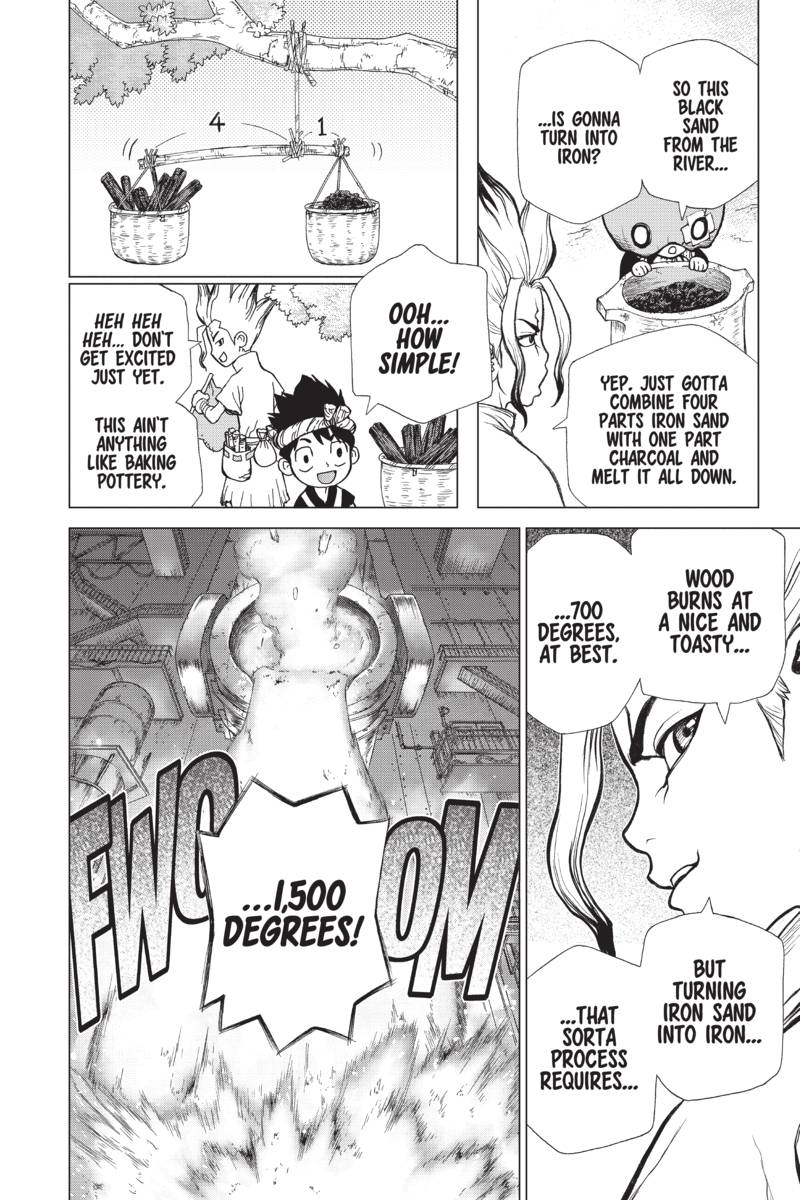 SO THIS
BLACK
SAND
FROM THE
RIVER...
...IS GONNA
TURN INTO
IRON?
YEP. JUST GOTTA
COMBINE FOUR
PARTS IRON SAND
WITH ONE PART
CHARCOAL AND
MELT IT ALL DOWN.
4
1
OOH...
HOW
SIMPLE!
HEH HEH
HEH... DON'T
GET EXCITED
JUST YET.
THIS AIN'T
ANYTHING
LIKE BAKING
POTTERY.
WOOD
BURNS AT
A NICE AND
TOASTY...
...700
DEGREES,
AT BEST.
BUT
TURNING
IRON SAND
INTO IRON...
...THAT
SORTA
PROCESS
REQUIRES...
...1,500
DEGREES!
FWOOM